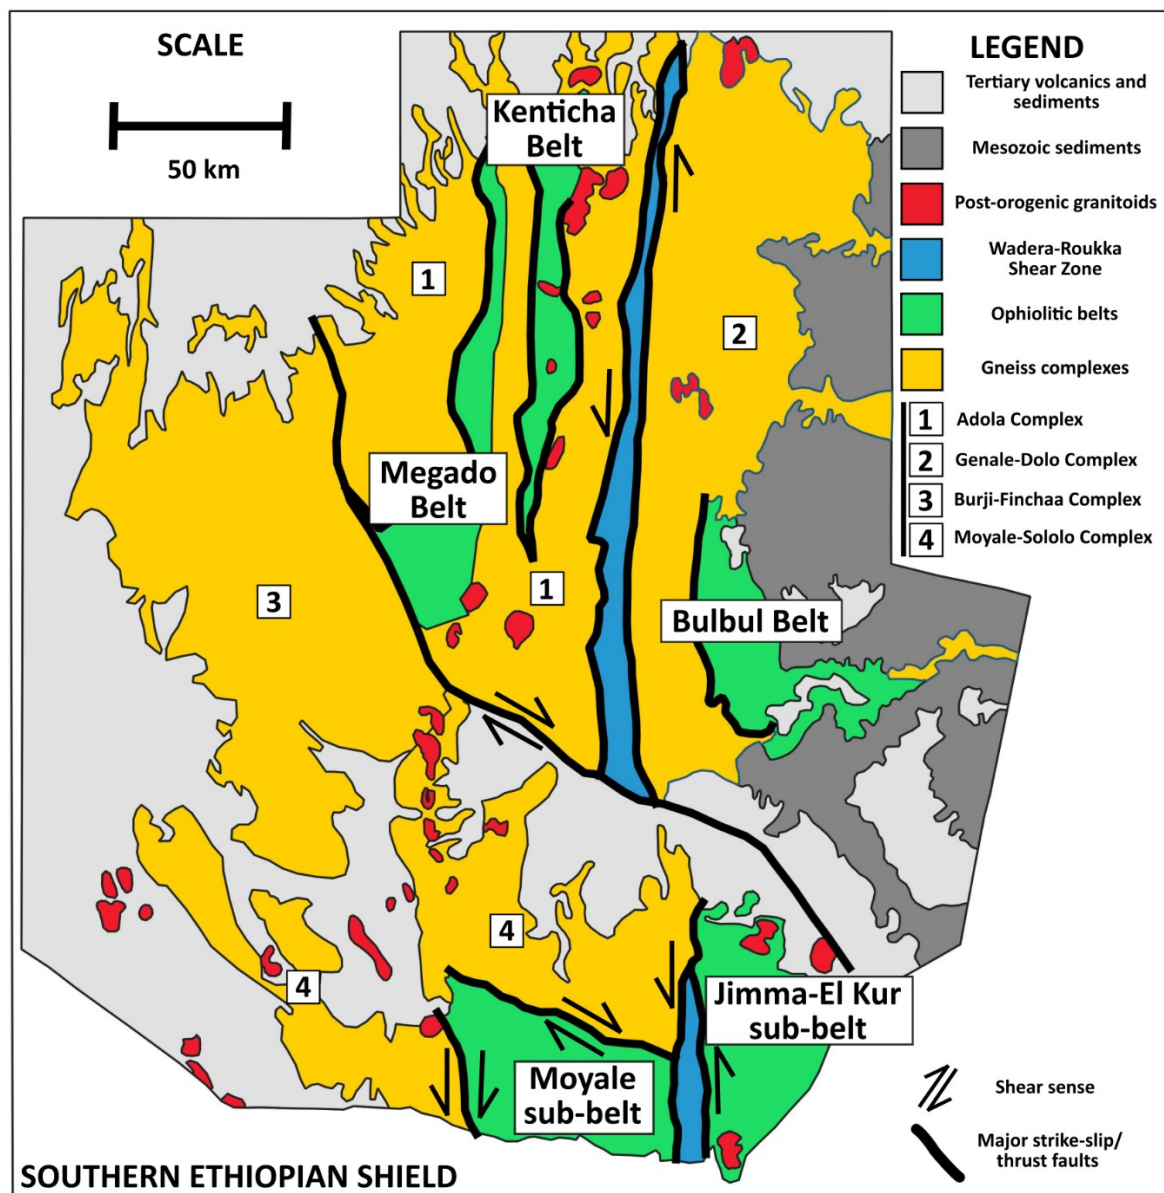 SCALE
50 km
LEGEND
Tertiary volcanics and
sediments
Mesozoic sediments
Post-orogenic granitoids
Wadera-Roukka
Shear Zone
Ophiolitic belts
Gneiss complexes
1 Adola Complex
2 Genale-Dolo Complex
3 Burji-Finchaa Complex
4 Moyale-Sololo Complex
Kenticha
Belt
1
2
Megado
Belt
3
1
Bulbul Belt
4
4
Jimma-El Kur
sub-belt
Moyale
sub-belt
Shear sense
Major strike-slip/
thrust faults
SOUTHERN ETHIOPIAN SHIELD